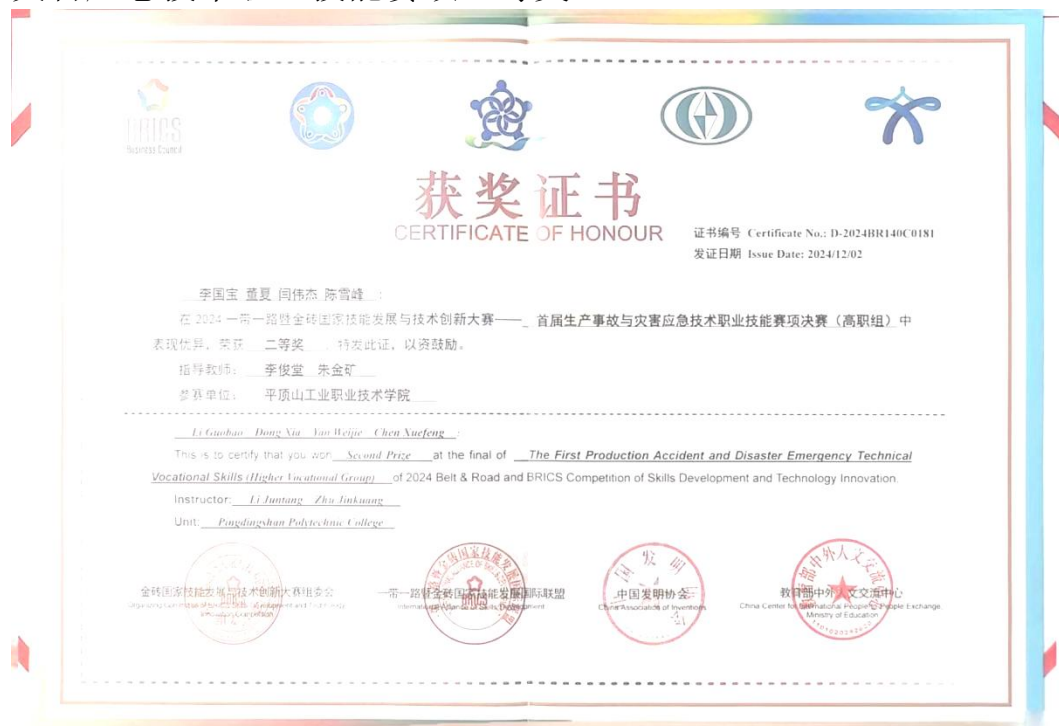 BRICS
Business Council
获奖证书
CERTIFICATE OF HONOUR
证书编号 Certificate No.: D-2024BR140C0181
发证日期 Issue Date: 2024/12/02
李国宝 董夏 闫伟杰 陈雪峰 :
在 2024 一带一路暨金砖国家技能发展与技术创新大赛—— 首届生产事故与灾害应急技术职业技能赛项决赛（高职组）中
表现优异，荣获 二等奖 ，特发此证，以资鼓励。
指导教师： 李俊堂 朱金矿
参赛单位： 平顶山工业职业技术学院
Li Guobao Dong Xia Yan Weijie Chen Xuefeng :
This is to certify that you won Second Prize at the final of The First Production Accident and Disaster Emergency Technical
Vocational Skills (Higher Vocational Group) of 2024 Belt & Road and BRICS Competition of Skills Development and Technology Innovation.
Instructor: Li Juntang Zhu Jinkuang
Unit: Pingdingshan Polytechnic College
金砖国家技能发展与技术创新大赛组委会
一带一路暨金砖国家技能发展国际联盟
International Alliance of Skills Development
中国发明协会
China Association of Inventions
教育部中外人文交流中心
China Center for International People-to-People Exchange
Ministry of Education